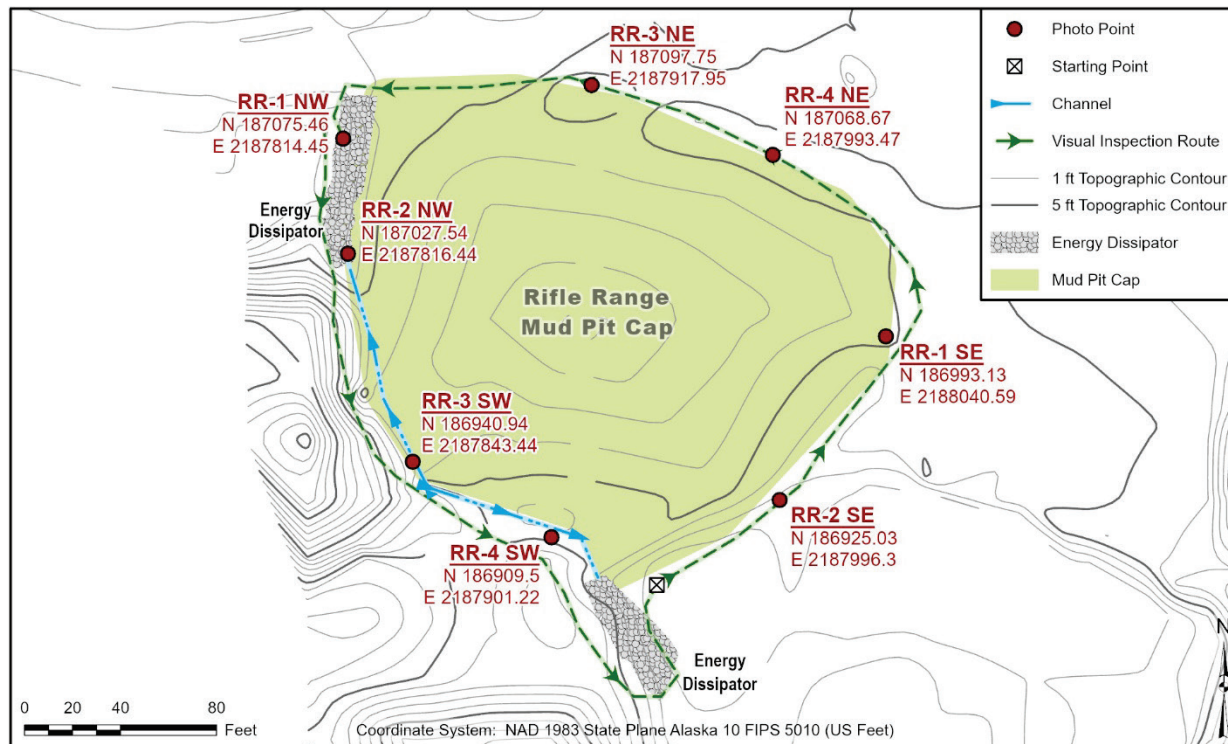 RR-3 NE
N 187097.75
E 2187917.95
RR-1 NW
N 187075.46
E 2187814.45
RR-4 NE
N 187068.67
E 2187993.47
Energy
Dissipator
RR-2 NW
N 187027.54
E 2187816.44
Rifle Range
Mud Pit Cap
RR-1 SE
N 186993.13
E 2188040.59
RR-3 SW
N 186940.94
E 2187843.44
RR-2 SE
N 186925.03
E 2187996.3
RR-4 SW
N 186909.5
E 2187901.22
Energy
Dissipator
Photo Point
Starting Point
Channel
Visual Inspection Route
1 ft Topographic Contour
5 ft Topographic Contour
Energy Dissipator
Mud Pit Cap
N
0 20 40 80
Feet
Coordinate System: NAD 1983 State Plane Alaska 10 FIPS 5010 (US Feet)